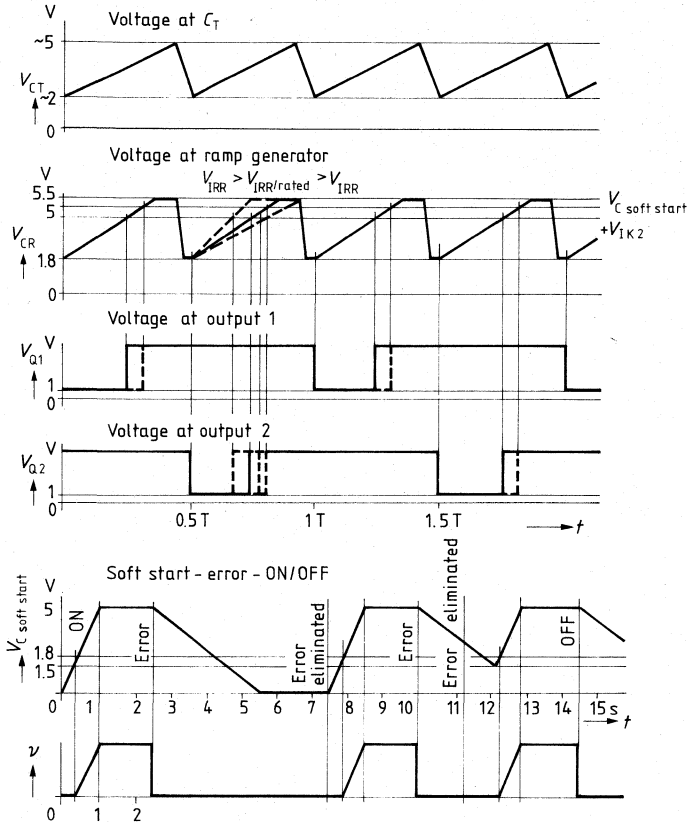 V
Voltage at C_T
~5
V_CT
~2
0
Voltage at ramp generator
V
V_IRR > V_IRR/rated > V_IRR
5.5
5
V_C soft start
+V_IK2
V_CR
1.8
0
Voltage at output 1
V
V_Q1
1
0
Voltage at output 2
V
V_Q2
1
0
0.5T
1T
1.5T
t
Soft start - error - ON/OFF
V
5
V_C soft start
1.8
1.5
ON
Error
Error eliminated
Error
Error
eliminated
OFF
0 1 2 3 4 5 6 7 8 9 10 11 12 13 14 15 s
t
ν
0 1 2